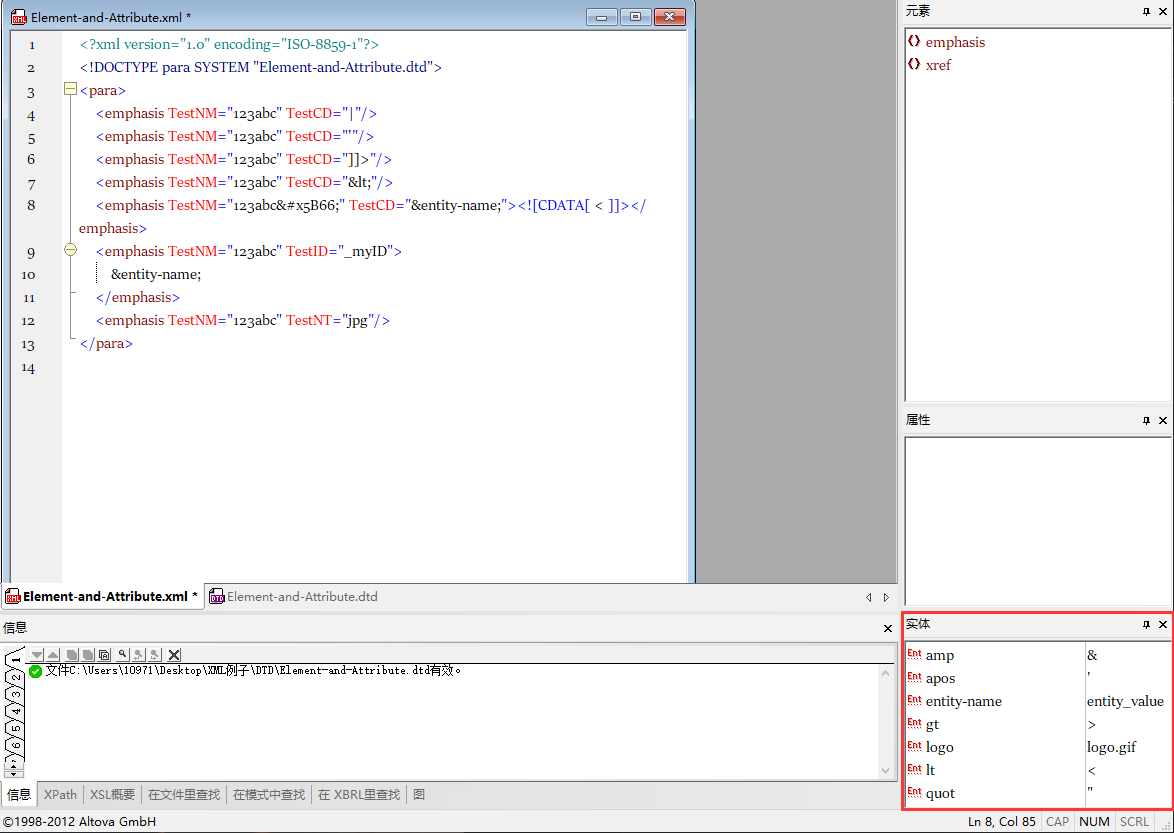 Element-and-Attribute.xml *
1 <?xml version="1.0" encoding="ISO-8859-1"?>
2 <!DOCTYPE para SYSTEM "Element-and-Attribute.dtd">
3 <para>
4 <emphasis TestNM="123abc" TestCD="|"/>
5 <emphasis TestNM="123abc" TestCD="'"/>
6 <emphasis TestNM="123abc" TestCD="]]>"/>
7 <emphasis TestNM="123abc" TestCD="&lt;"/>
8 <emphasis TestNM="123abc&#x5B66;" TestCD="&entity-name;"><![CDATA[ < ]]></
emphasis>
9 <emphasis TestNM="123abc" TestID="_myID">
10 &entity-name;
11 </emphasis>
12 <emphasis TestNM="123abc" TestNT="jpg"/>
13 </para>
14
Element-and-Attribute.xml * Element-and-Attribute.dtd
元素
emphasis
xref
属性
实体
Ent amp &
Ent apos '
Ent entity-name entity_value
Ent gt >
Ent logo logo.gif
Ent lt <
Ent quot "
信息
文件C:\Users\10971\Desktop\XML例子\DTD\Element-and-Attribute.dtd有效。
1
2
3
4
5
6
信息 XPath XSL概要 在文件里查找 在模式中查找 在 XBRL里查找 图
©1998-2012 Altova GmbH Ln 8, Col 85 CAP NUM SCRL